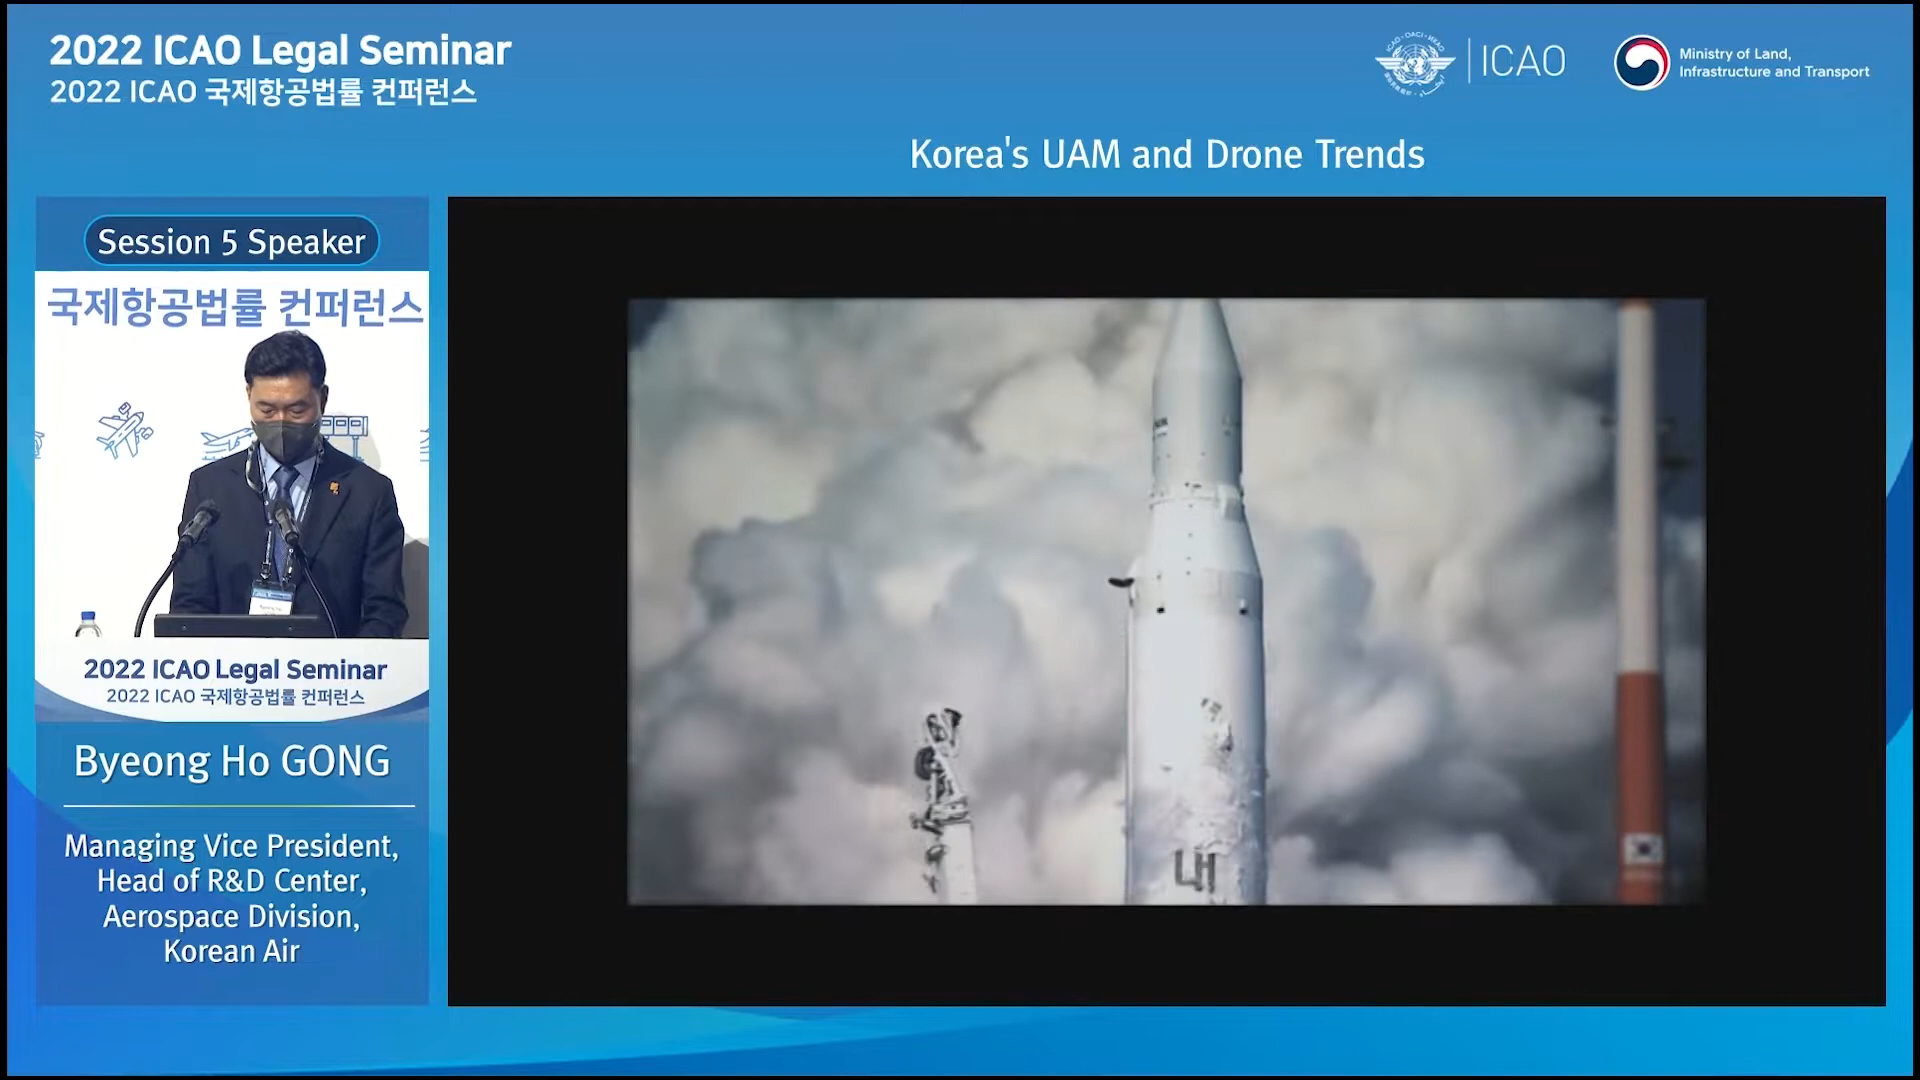 2022 ICAO Legal Seminar
2022 ICAO 국제항공법률 컨퍼런스
ICAO
Ministry of Land,
Infrastructure and Transport
Korea's UAM and Drone Trends
Session 5 Speaker
국제항공법률 컨퍼런스
2022 ICAO Legal Seminar
2022 ICAO 국제항공법률 컨퍼런스
Byeong Ho GONG
Managing Vice President,
Head of R&D Center,
Aerospace Division,
Korean Air
내